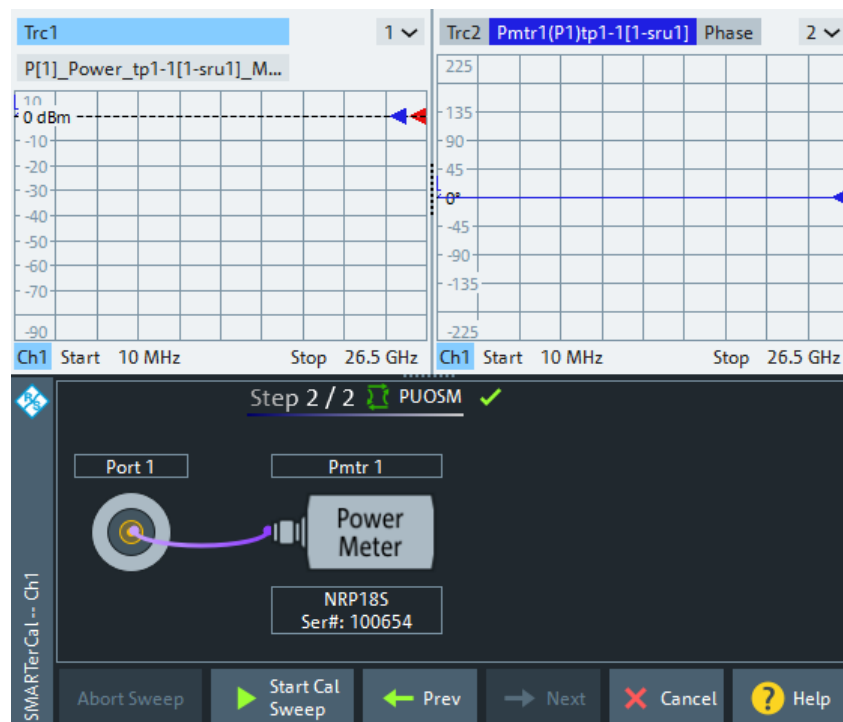 Trc1
1
P[1]_Power_tp1-1[1-sru1]_M...
10
0 dBm
-10
-20
-30
-40
-50
-60
-70
-90
Ch1 Start 10 MHz Stop 26.5 GHz
Trc2 Pmtr1(P1)tp1-1[1-sru1] Phase 2
225
135
90
45
0°
-45
-90
-135
-225
Ch1 Start 10 MHz Stop 26.5 GHz
R/S
SMARTerCal -- Ch1
Step 2 / 2 PUOSM
Port 1
Pmtr 1
Power
Meter
NRP18S
Ser#: 100654
Abort Sweep
Start Cal
Sweep
Prev
Next
Cancel
? Help